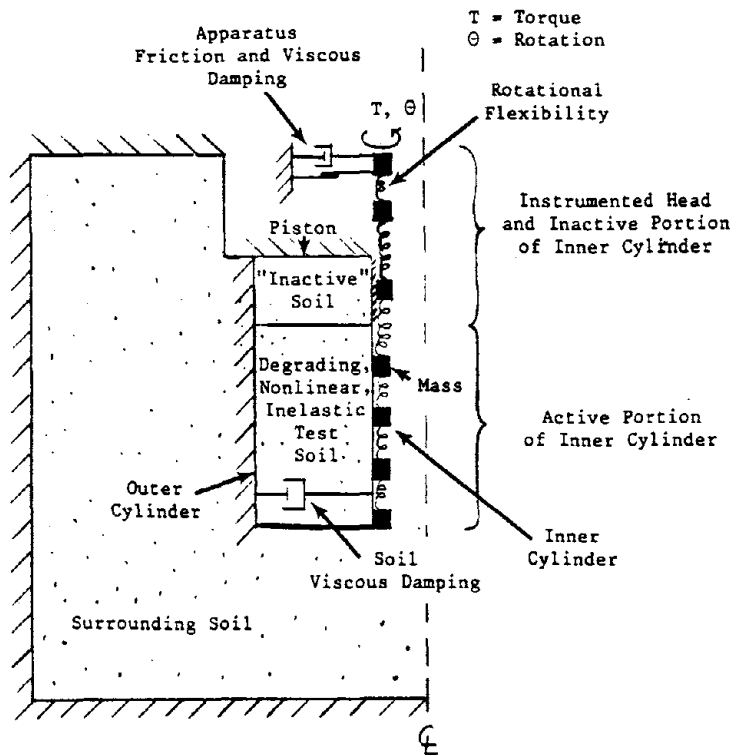 T = Torque
Θ = Rotation
Apparatus
Friction and Viscous
Damping
T, Θ
Rotational
Flexibility
Instrumented Head
and Inactive Portion
of Inner Cylinder
Piston
"Inactive"
Soil
Degrading,
Nonlinear,
Inelastic
Test
Soil
Mass
Active Portion
of Inner Cylinder
Outer
Cylinder
Inner
Cylinder
Soil
Viscous Damping
Surrounding Soil
℄